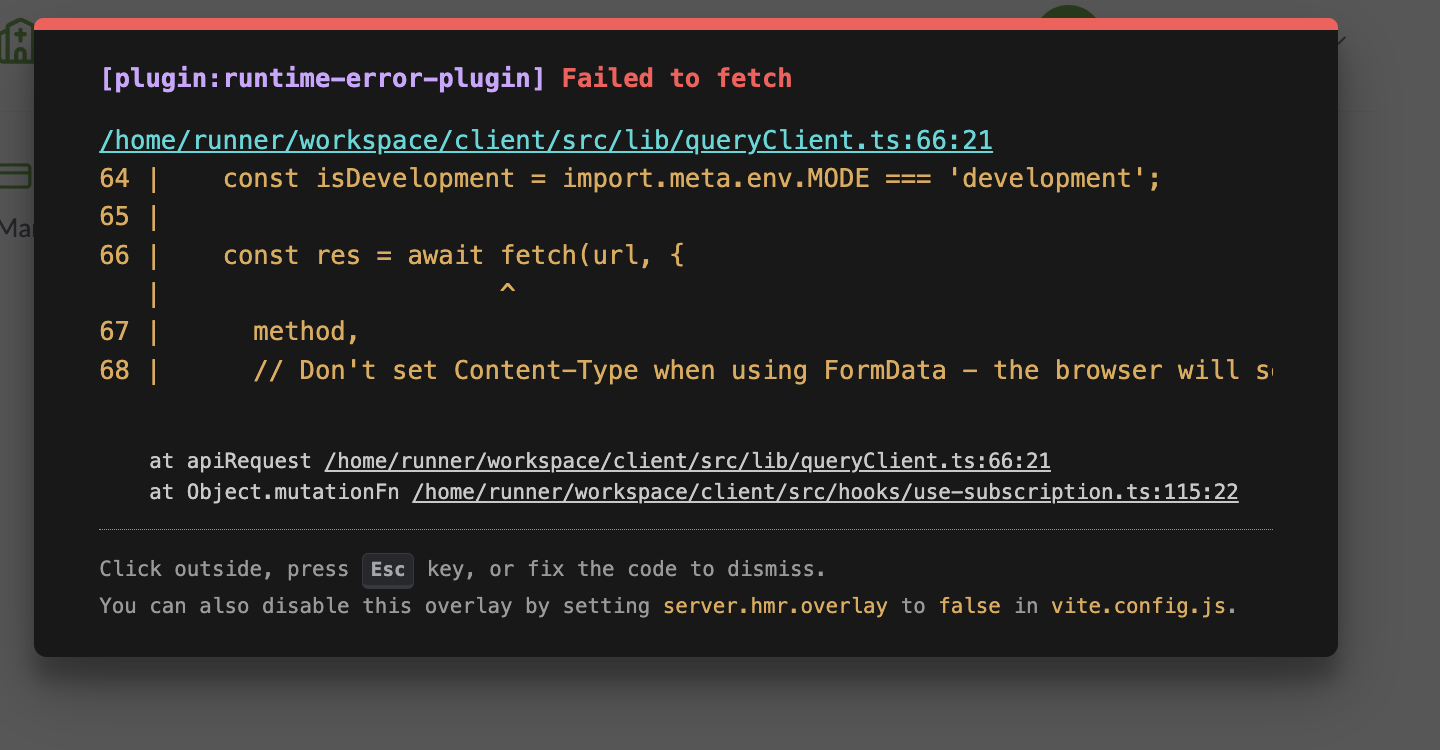 [plugin:runtime-error-plugin] Failed to fetch
/home/runner/workspace/client/src/lib/queryClient.ts:66:21
64 |    const isDevelopment = import.meta.env.MODE === 'development';
65 |
66 |    const res = await fetch(url, {
   |                      ^
67 |      method,
68 |      // Don't set Content-Type when using FormData - the browser will
at apiRequest /home/runner/workspace/client/src/lib/queryClient.ts:66:21
at Object.mutationFn /home/runner/workspace/client/src/hooks/use-subscription.ts:115:22
Click outside, press Esc key, or fix the code to dismiss.
You can also disable this overlay by setting server.hmr.overlay to false in vite.config.js.